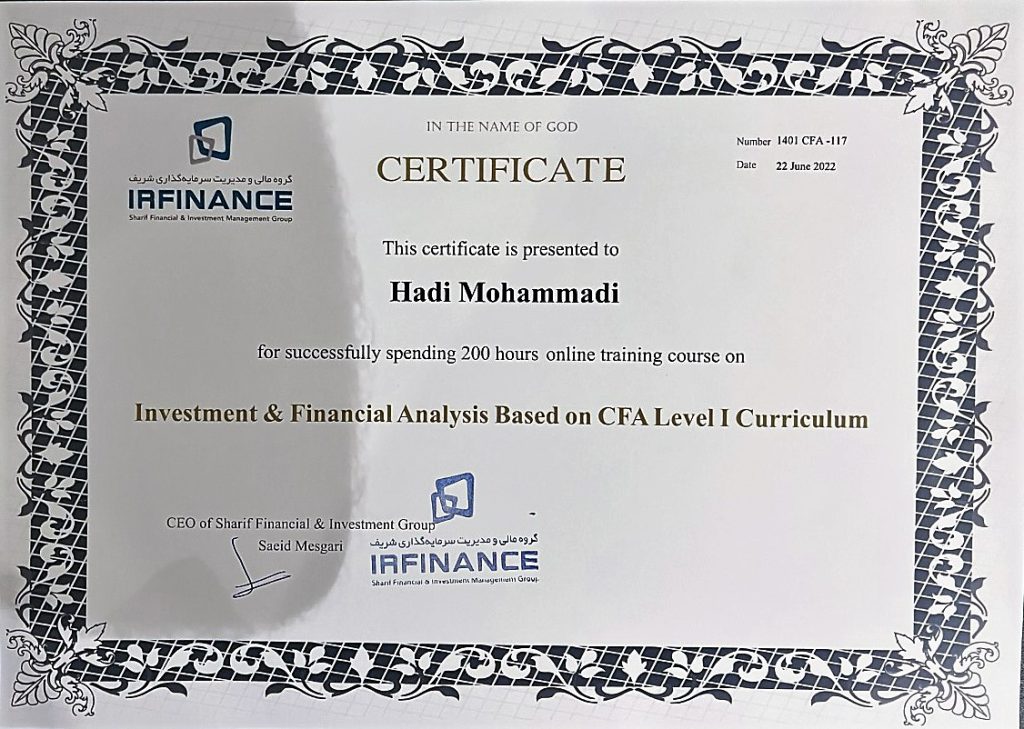 IN THE NAME OF GOD
CERTIFICATE
Number 1401 CFA -117
Date 22 June 2022
گروه مالی و مدیریت سرمایه‌گذاری شریف
IRFINANCE
Sharif Financial & Investment Management Group
This certificate is presented to
Hadi Mohammadi
for successfully spending 200 hours online training course on
Investment & Financial Analysis Based on CFA Level I Curriculum
CEO of Sharif Financial & Investment Group
Saeid Mesgari
گروه مالی و مدیریت سرمایه‌گذاری شریف
IRFINANCE
Sharif Financial & Investment Management Group